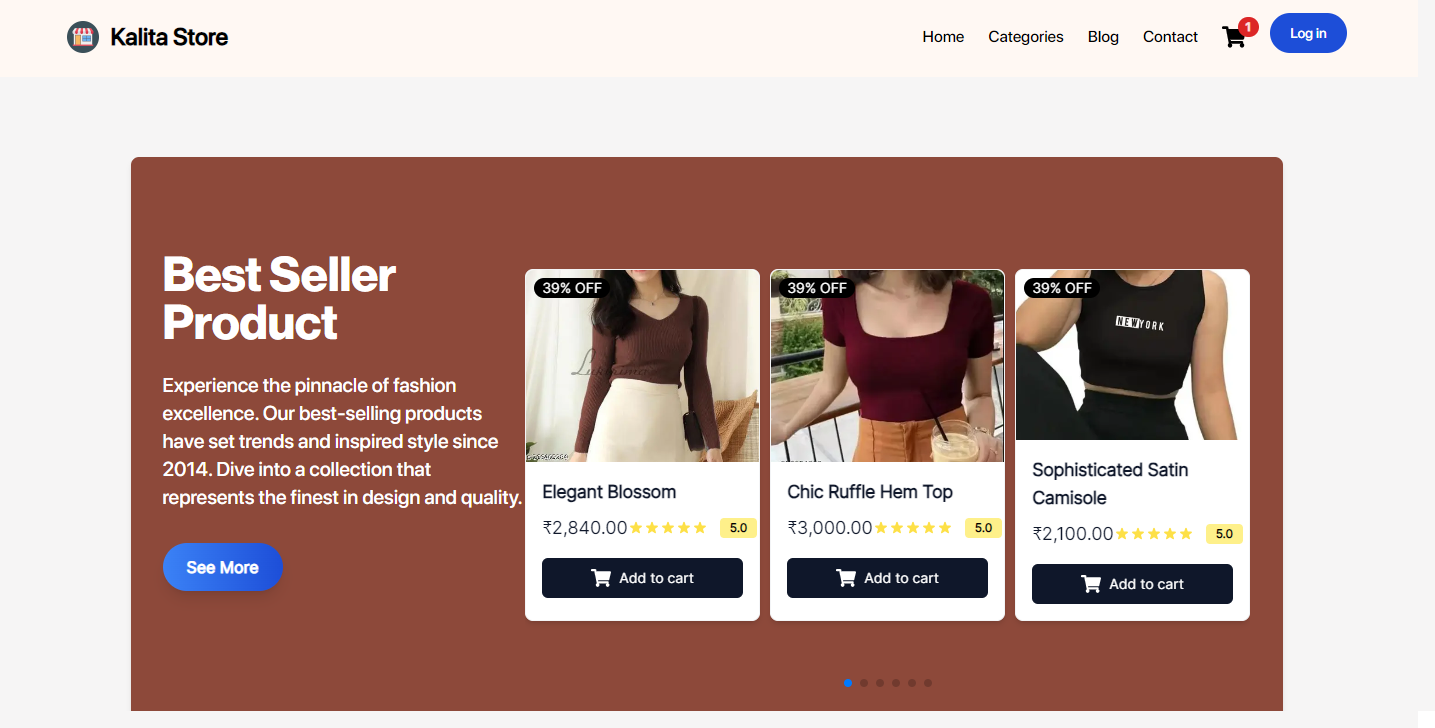 Kalita Store
Home Categories Blog Contact 1 Log in
Best Seller
Product
Experience the pinnacle of fashion
excellence. Our best-selling products
have set trends and inspired style since
2014. Dive into a collection that
represents the finest in design and quality.
See More
39% OFF
Elegant Blossom
₹2,840.00 5.0
Add to cart
39% OFF
Chic Ruffle Hem Top
₹3,000.00 5.0
Add to cart
39% OFF
NEWYORK
Sophisticated Satin
Camisole
₹2,100.00 5.0
Add to cart